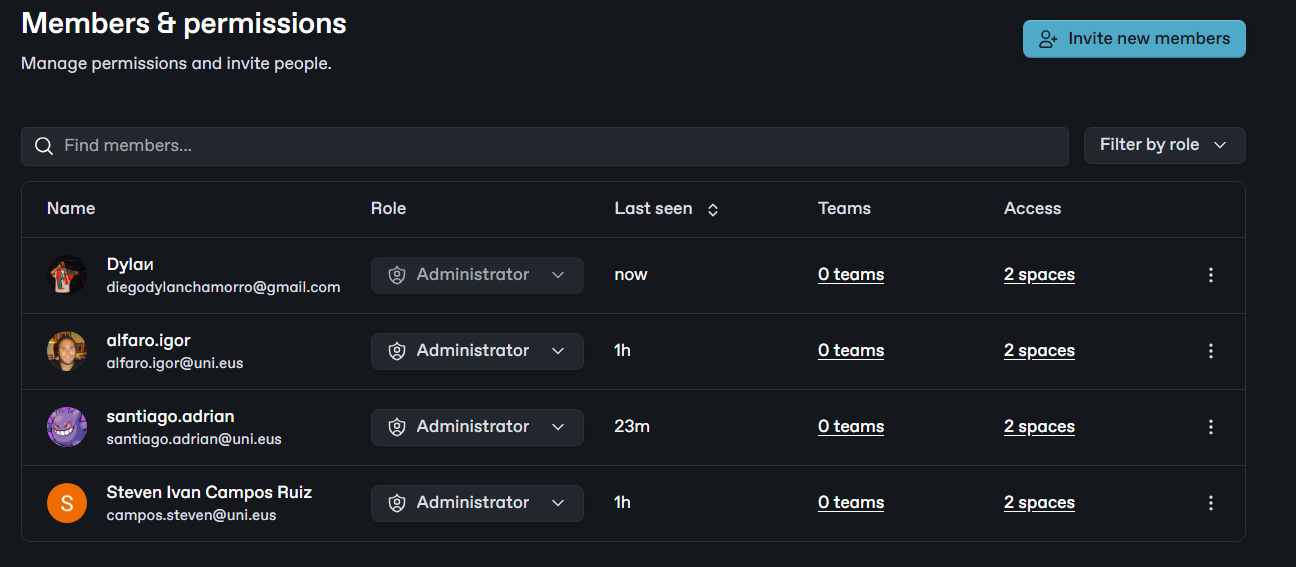 Members & permissions
Invite new members
Manage permissions and invite people.
Find members...
Filter by role
Name Role Last seen Teams Access
Dylaи
diegodylanchamorro@gmail.com
Administrator now 0 teams 2 spaces
alfaro.igor
alfaro.igor@uni.eus
Administrator 1h 0 teams 2 spaces
santiago.adrian
santiago.adrian@uni.eus
Administrator 23m 0 teams 2 spaces
S
Steven Ivan Campos Ruiz
campos.steven@uni.eus
Administrator 1h 0 teams 2 spaces